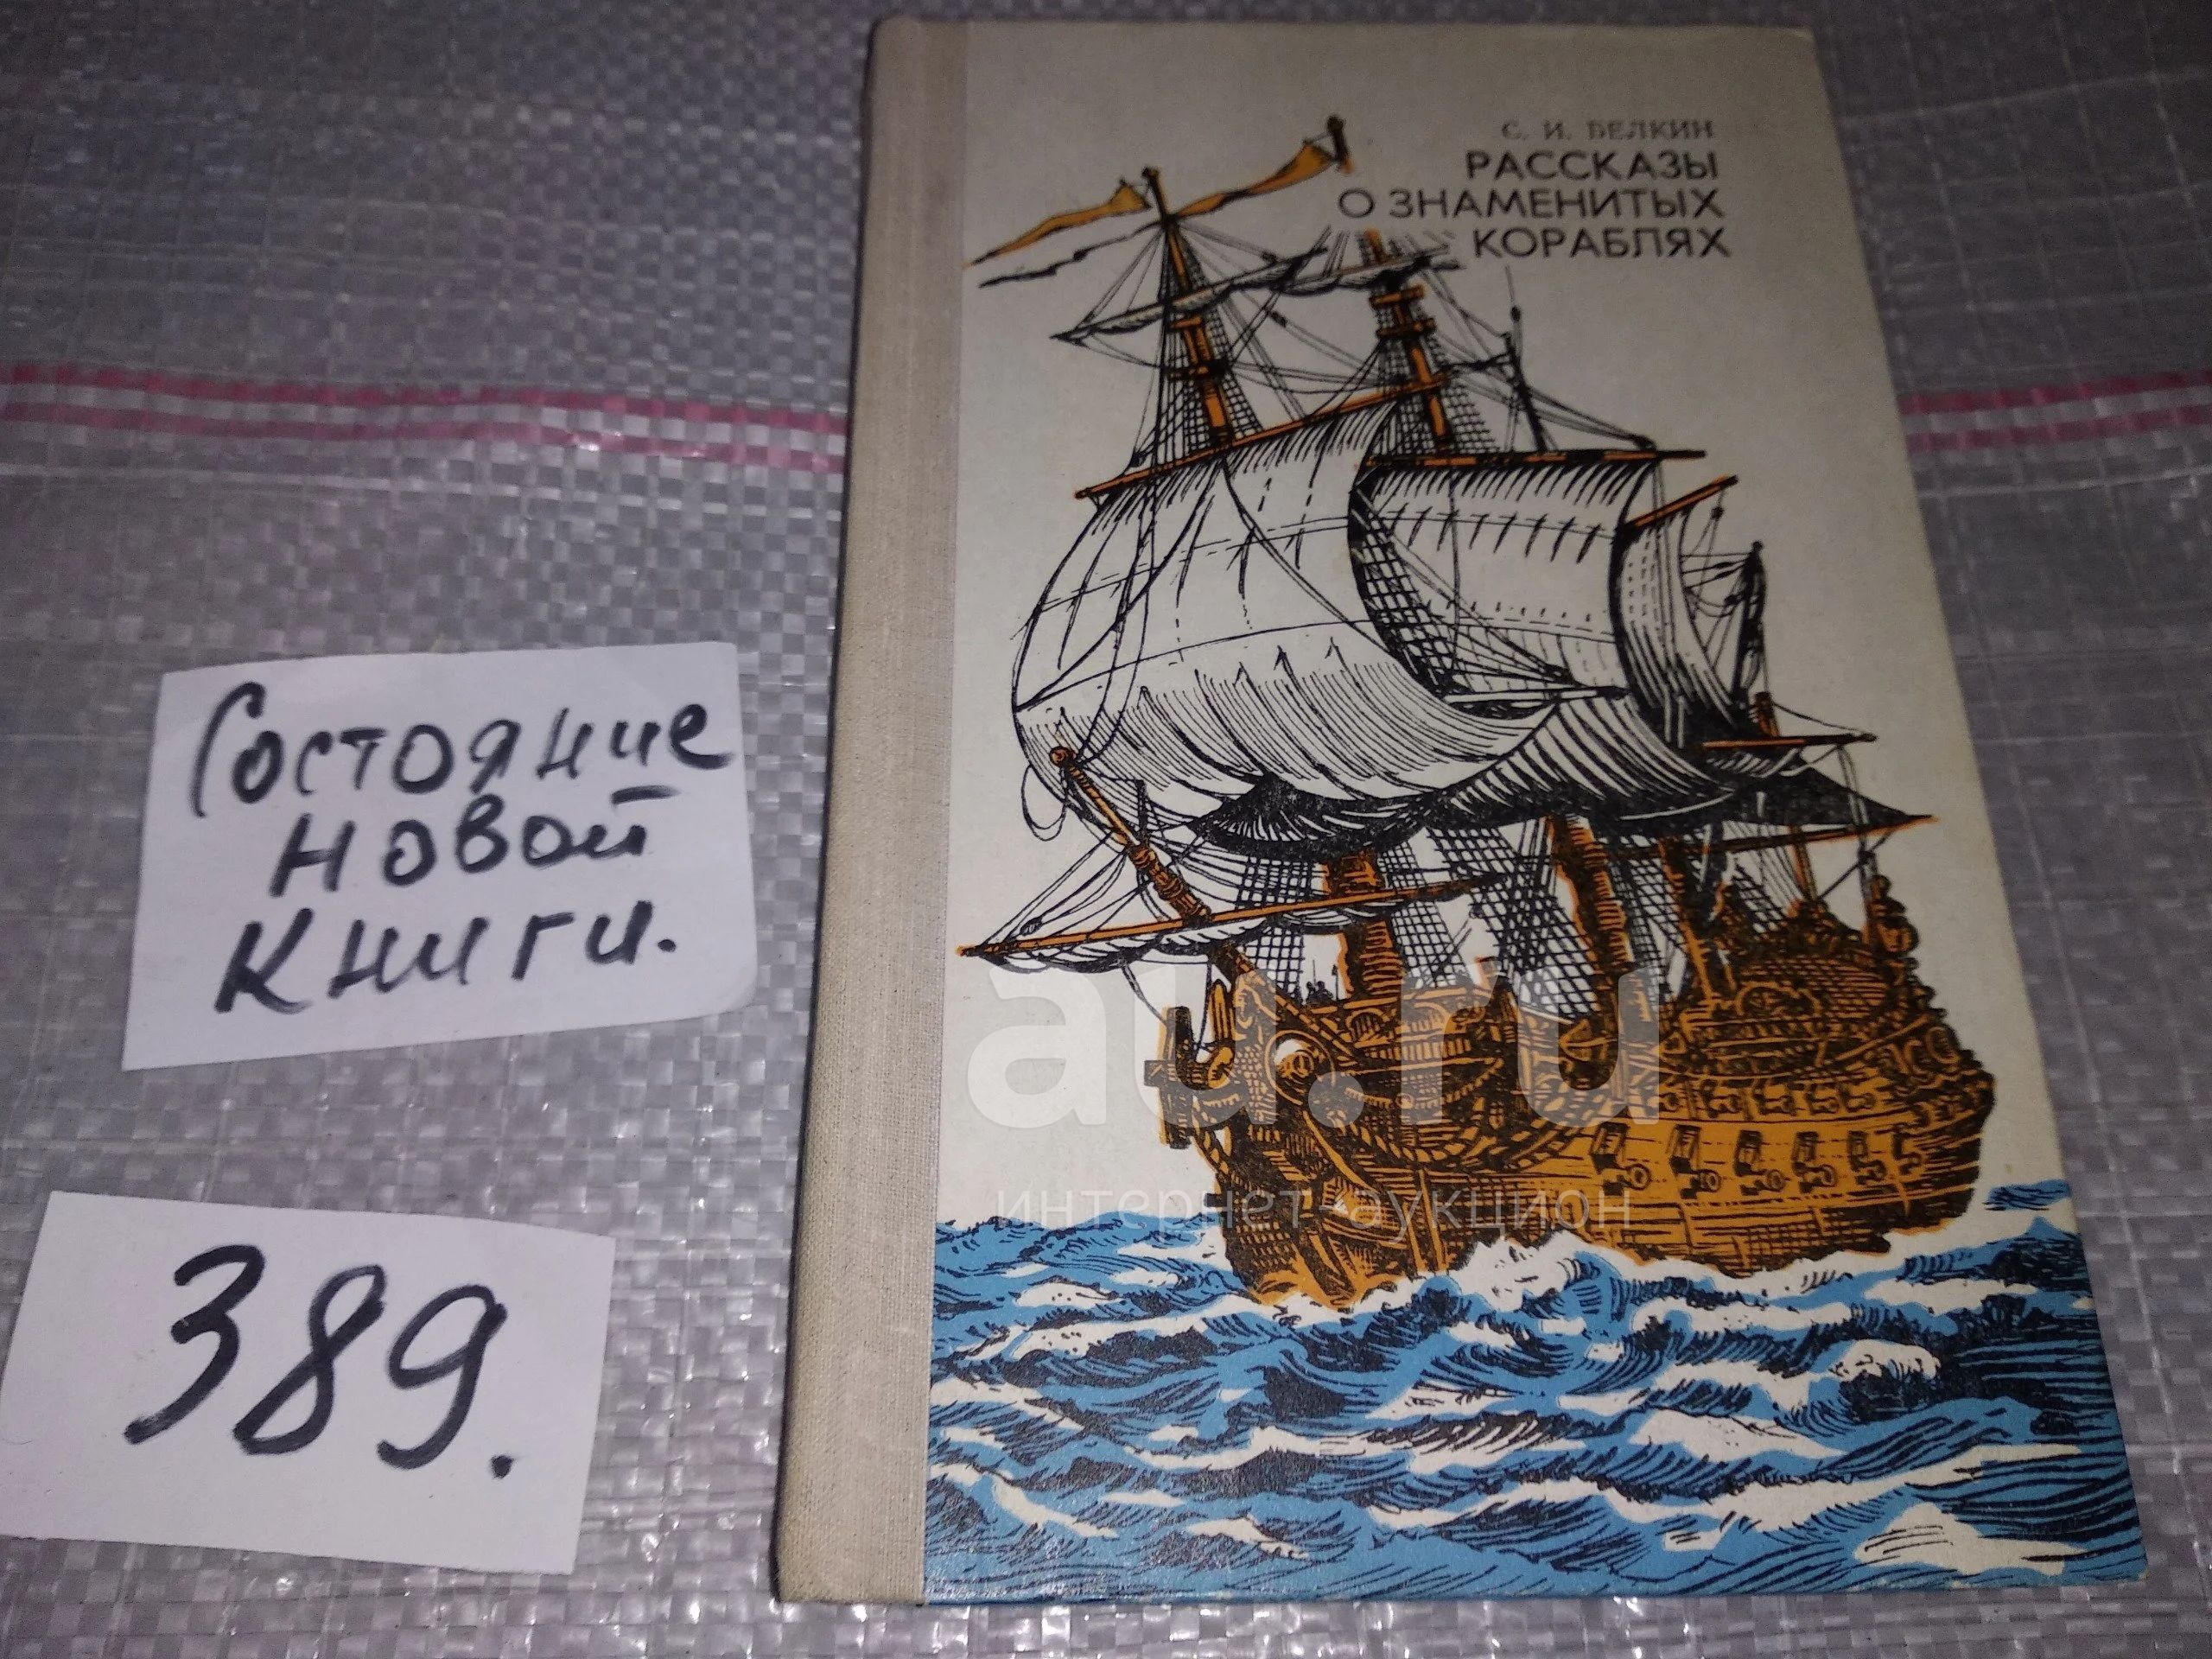 С. И. БЕЛКИН
РАССКАЗЫ
О ЗНАМЕНИТЫХ
КОРАБЛЯХ
Состояние
новой
книги.
389.
au.ru
интернет-аукцион